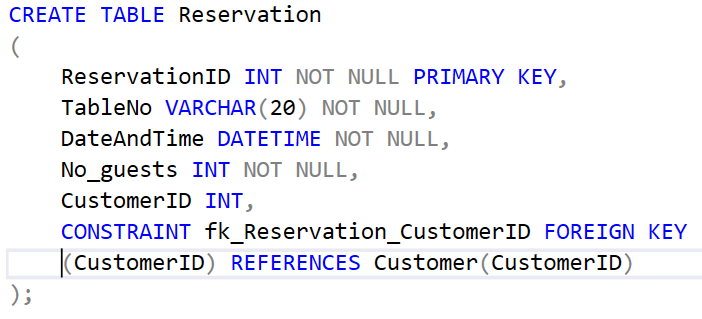 CREATE TABLE Reservation
(
ReservationID INT NOT NULL PRIMARY KEY,
TableNo VARCHAR(20) NOT NULL,
DateAndTime DATETIME NOT NULL,
No_guests INT NOT NULL,
CustomerID INT,
CONSTRAINT fk_Reservation_CustomerID FOREIGN KEY
(CustomerID) REFERENCES Customer(CustomerID)
);